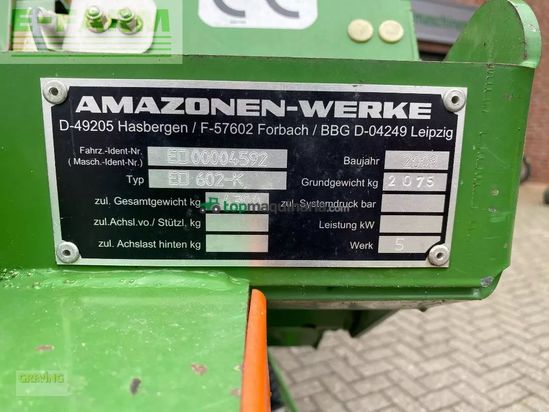 E-FARM
AMAZONEN-WERKE
D-49205 Hasbergen / F-57602 Forbach / BBG D-04249 Leipzig
Fahrz.-Ident-Nr.
(Masch.-Ident-Nr.) ED00004592 Baujahr
Typ ED 602-K Grundgewicht kg 2075
zul. Gesamtgewicht kg zul. Systemdruck bar
topmaquinaria.com
zul. Achsl.vo./ Stützl. kg Leistung kW
zul. Achslast hinten kg Werk 5
GREVING